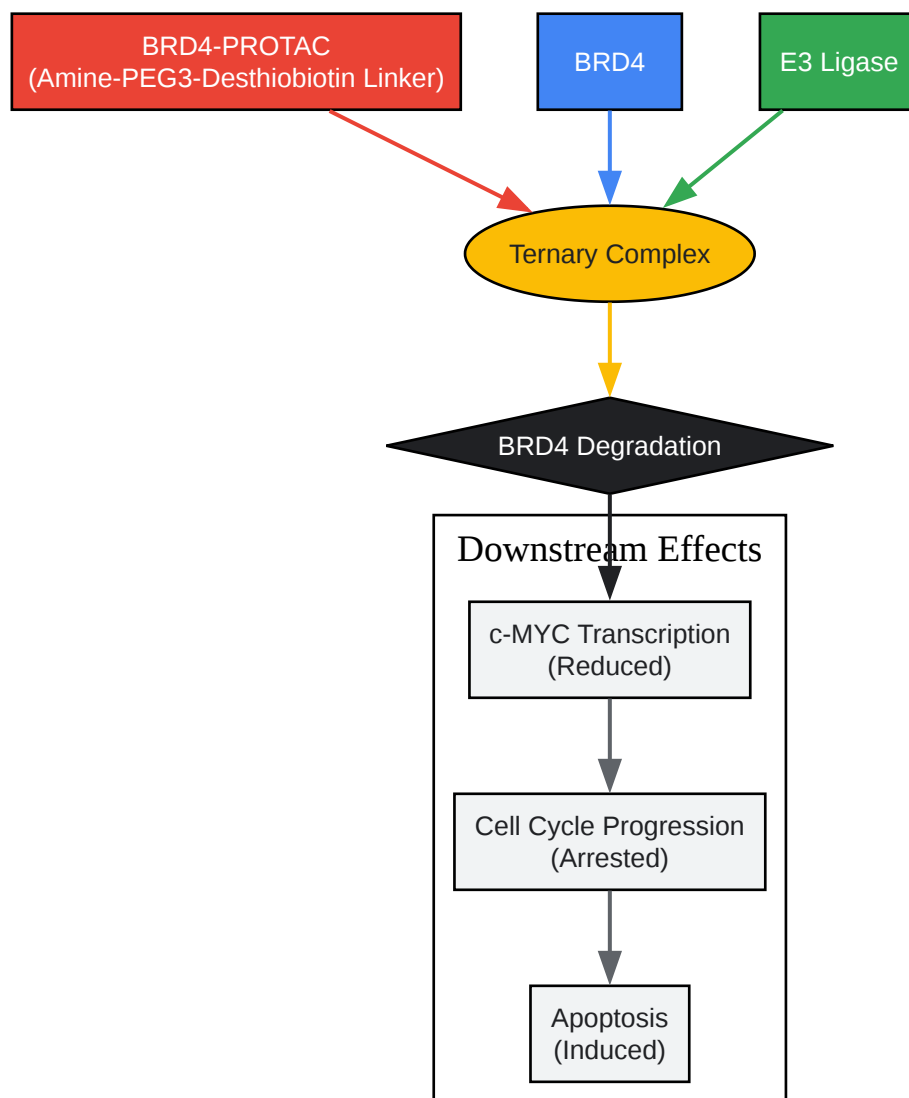 BRD4-PROTAC
(Amine-PEG3-Desthiobiotin Linker)
BRD4
E3 Ligase
Ternary Complex
BRD4 Degradation
Downstream Effects
c-MYC Transcription
(Reduced)
Cell Cycle Progression
(Arrested)
Apoptosis
(Induced)